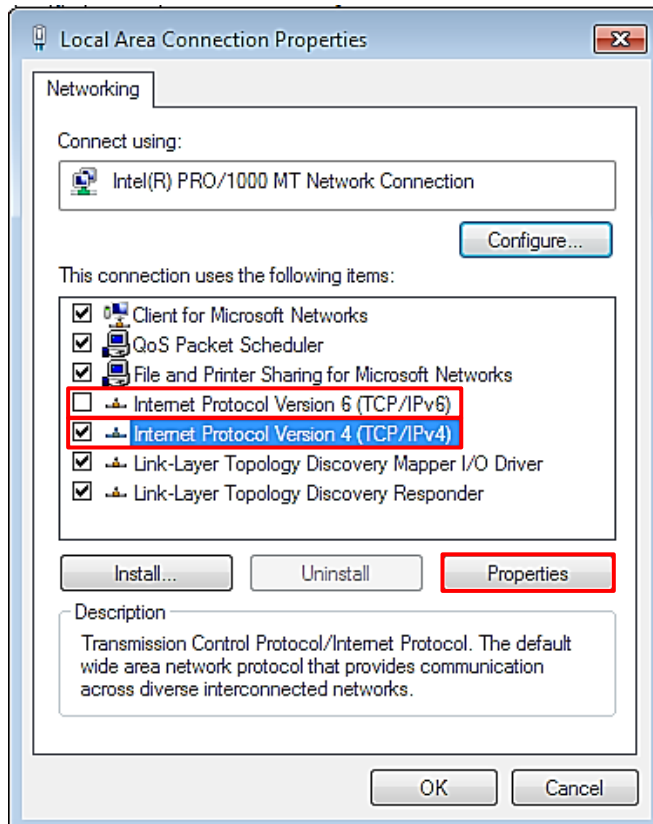 Local Area Connection Properties
Networking
Connect using:
Intel(R) PRO/1000 MT Network Connection
Configure...
This connection uses the following items:
Client for Microsoft Networks
QoS Packet Scheduler
File and Printer Sharing for Microsoft Networks
Internet Protocol Version 6 (TCP/IPv6)
Internet Protocol Version 4 (TCP/IPv4)
Link-Layer Topology Discovery Mapper I/O Driver
Link-Layer Topology Discovery Responder
Install...
Uninstall
Properties
Description
Transmission Control Protocol/Internet Protocol. The default
wide area network protocol that provides communication
across diverse interconnected networks.
OK
Cancel